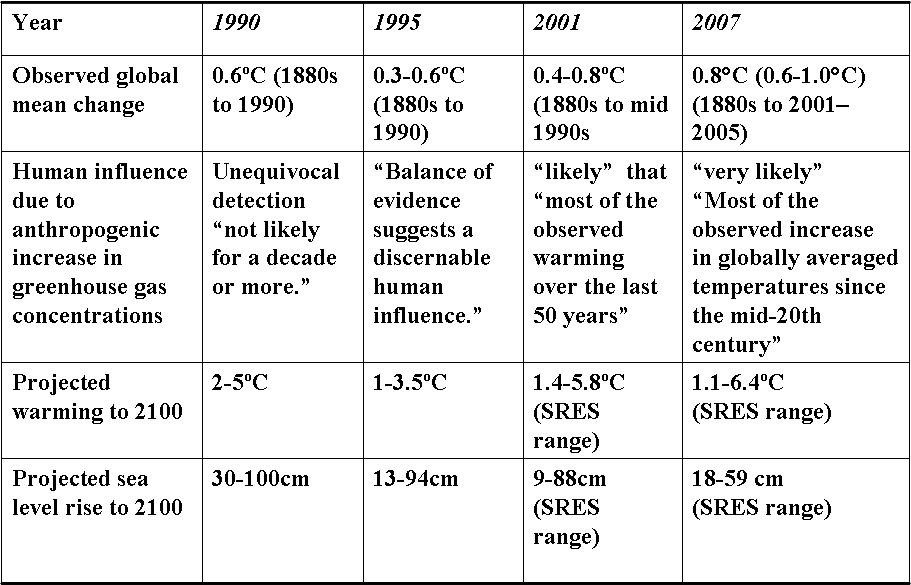 Year
1990
1995
2001
2007
Observed global
mean change
0.6ºC (1880s
to 1990)
0.3-0.6ºC
(1880s to
1990)
0.4-0.8ºC
(1880s to mid
1990s
0.8°C (0.6-1.0°C)
(1880s to 2001–
2005)
Human influence
due to
anthropogenic
increase in
greenhouse gas
concentrations
Unequivocal
detection
“not likely
for a decade
or more.”
“Balance of
evidence
suggests a
discernable
human
influence.”
“likely” that
“most of the
observed
warming
over the last
50 years”
“very likely”
“Most of the
observed increase
in globally averaged
temperatures since
the mid-20th
century”
Projected
warming to 2100
2-5ºC
1-3.5ºC
1.4-5.8ºC
(SRES
range)
1.1-6.4ºC
(SRES range)
Projected sea
level rise to 2100
30-100cm
13-94cm
9-88cm
(SRES
range)
18-59 cm
(SRES range)